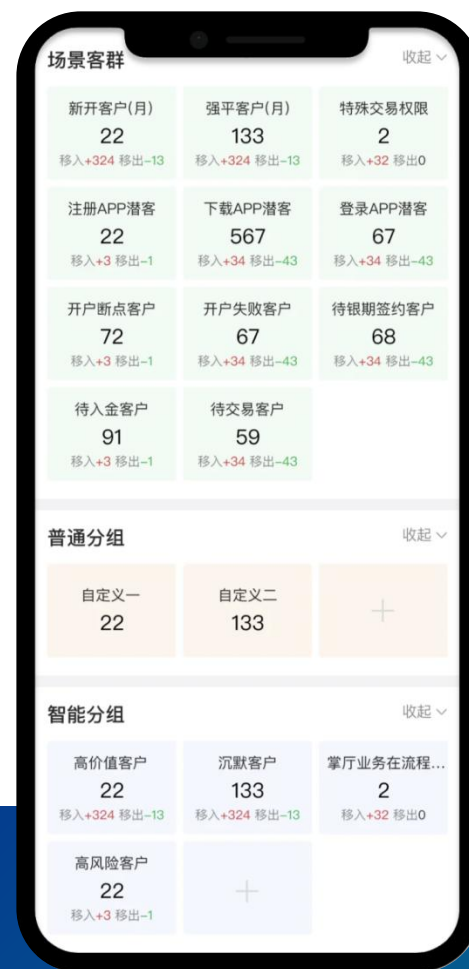 场景客群 收起
新开客户(月) 强平客户(月) 特殊交易权限
22 133 2
移入+324 移出-13 移入+324 移出-13 移入+32 移出0
注册APP潜客 下载APP潜客 登录APP潜客
22 567 67
移入+3 移出-1 移入+34 移出-43 移入+34 移出-43
开户断点客户 开户失败客户 待银期签约客户
72 67 68
移入+3 移出-1 移入+34 移出-43 移入+34 移出-43
待入金客户 待交易客户
91 59
移入+3 移出-1 移入+34 移出-43
普通分组 收起
自定义一 自定义二
22 133
智能分组 收起
高价值客户 沉默客户 掌厅业务在流程...
22 133 2
移入+324 移出-13 移入+324 移出-13 移入+32 移出0
高风险客户
22
移入+3 移出-1